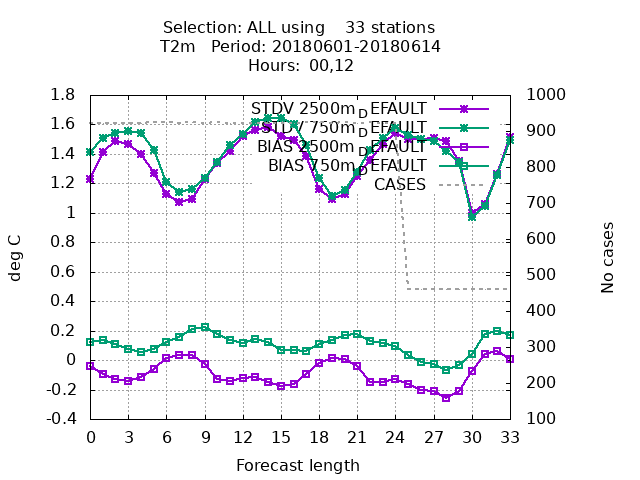 Selection: ALL using    33 stations
T2m   Period: 20180601-20180614
Hours:  00,12
STDV 2500m_DEFAULT
STDV 750m_DEFAULT
BIAS 2500m_DEFAULT
BIAS 750m_DEFAULT
CASES
deg C
1.8
1.6
1.4
1.2
1
0.8
0.6
0.4
0.2
0
-0.2
-0.4
1000
900
800
700
600
500
400
300
200
100
No cases
0 3 6 9 12 15 18 21 24 27 30 33
Forecast length